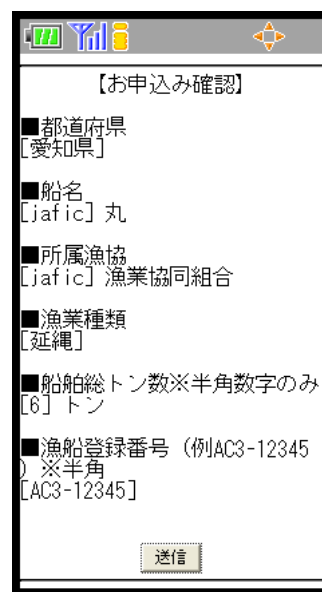 【お申込み確認】
■都道府県
[愛知県]
■船名
[jafic] 丸
■所属漁協
[jafic] 漁業協同組合
■漁業種類
[延縄]
■船舶総トン数※半角数字のみ
[6] トン
■漁船登録番号（例AC3-12345
）※半角
[AC3-12345]
送信